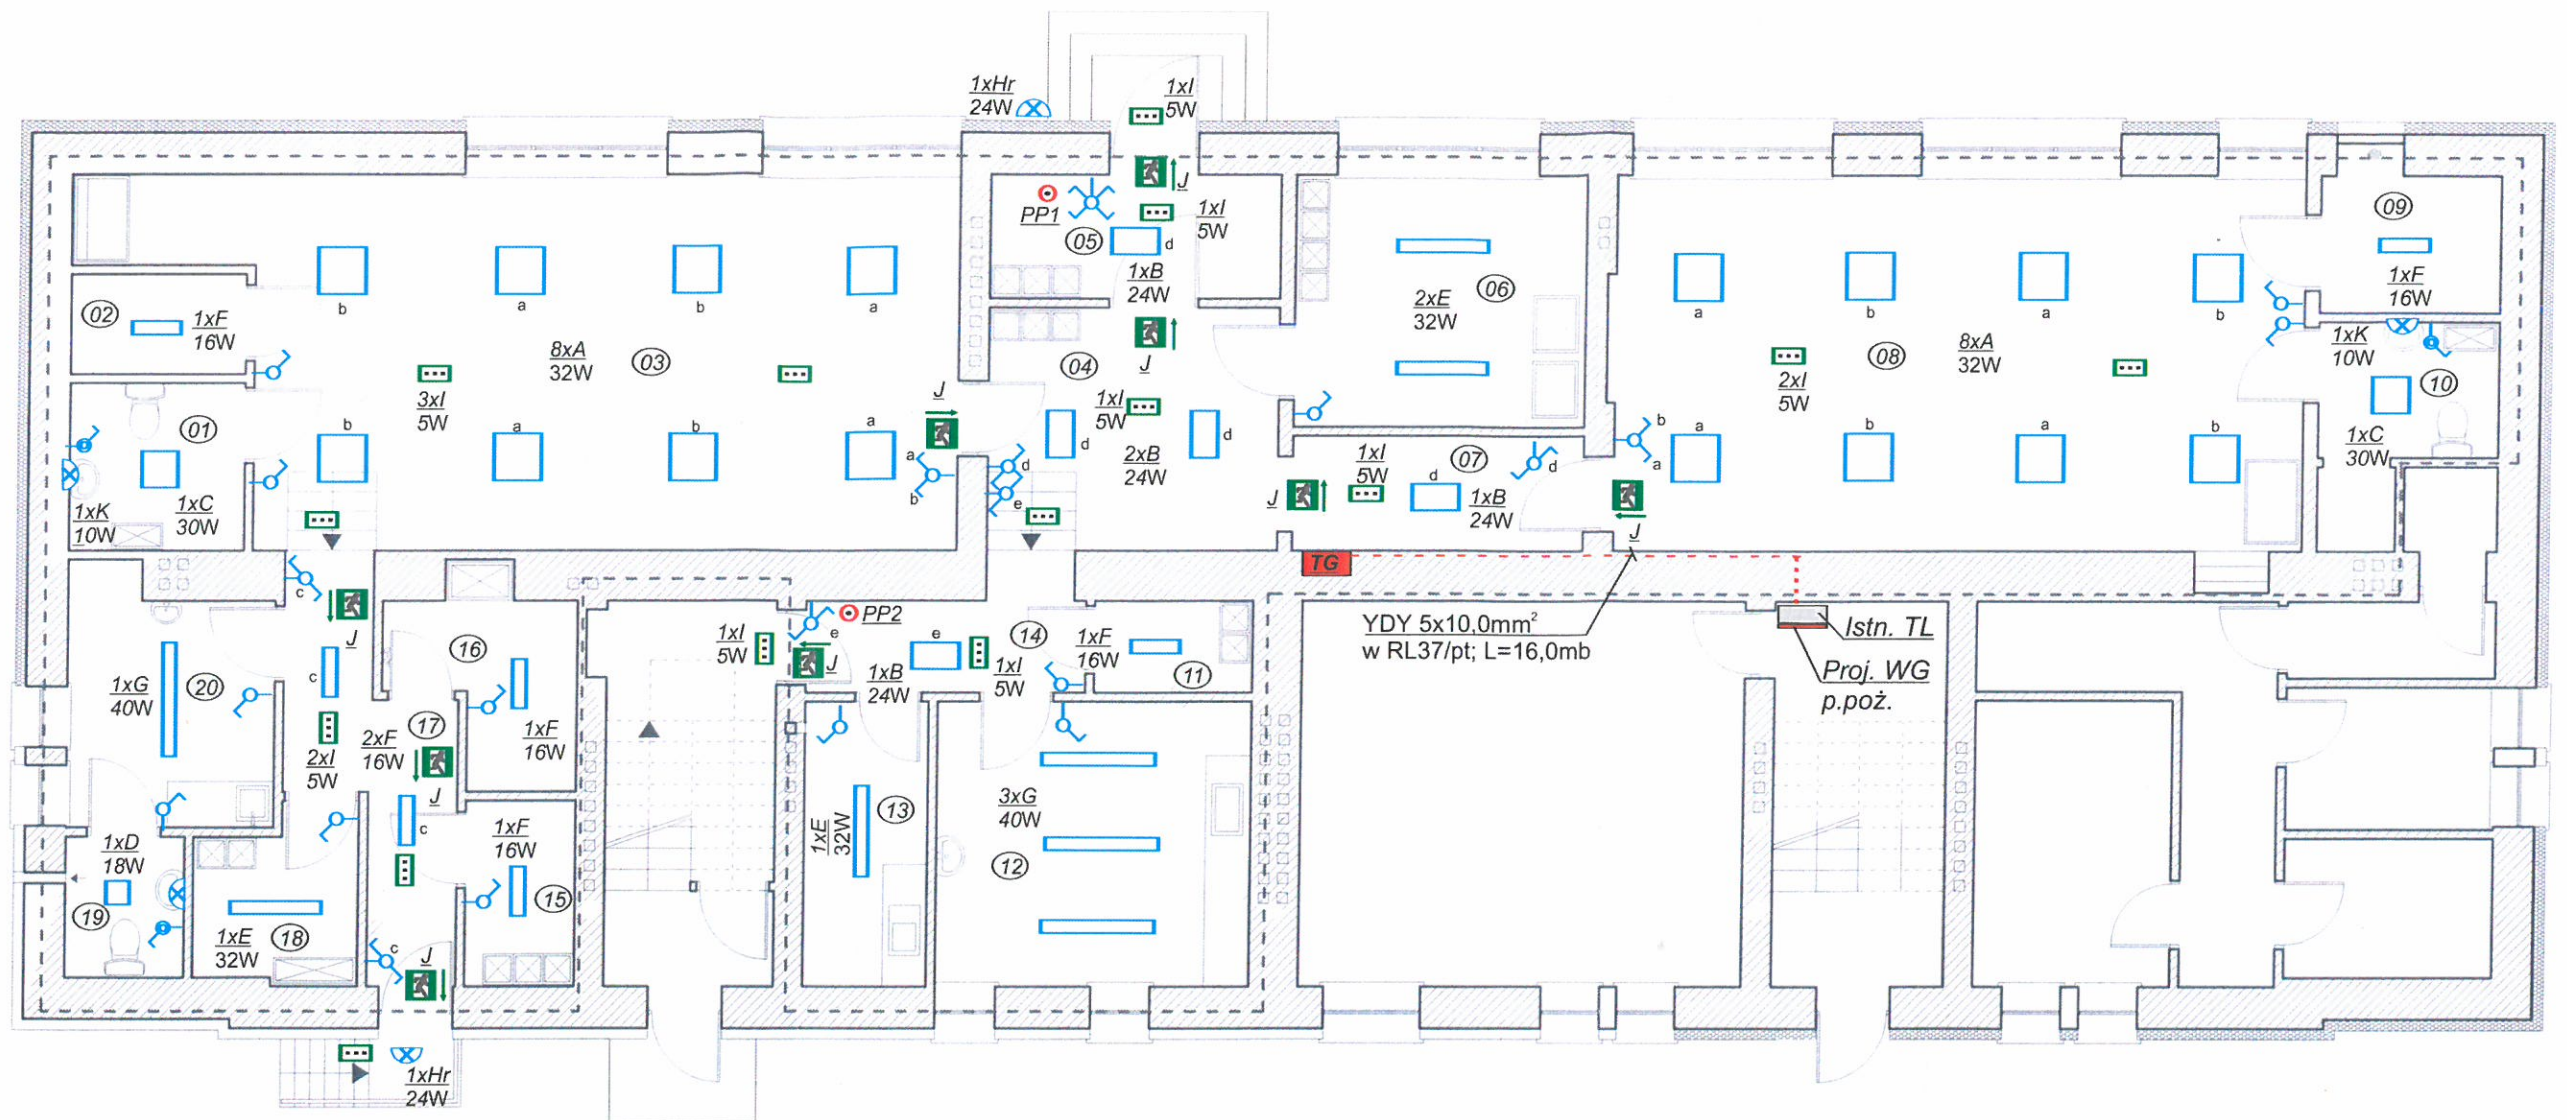 1xHr
24W
1xI
5W
J
PP1
1xI
5W
05
d
1xB
24W
J
04
1xI
5W
d
d
2xB
24W
02
1xF
16W
b
a
b
a
8xA
32W
03
3xI
5W
J
01
b
a
b
a
a
b
d
e
1xK
10W
1xC
30W
2xE
32W
06
07
1xI
5W
d
d
1xB
24W
J
J
b
a
a
b
a
b
2xI
5W
08
8xA
32W
a
b
a
b
09
1xF
16W
1xK
10W
10
1xC
30W
TG
YDY 5x10,0mm²
w RL37/pt; L=16,0mb
Istn. TL
Proj. WG
p.poż.
c
J
16
c
1xG
40W
20
2xI
5W
2xF
16W
17
J
1xF
16W
c
1xF
16W
15
1xD
18W
19
1xE
32W
18
c
J
1xHr
24W
PP2
1xI
5W
e
J
e
1xB
24W
1xI
5W
14
1xF
16W
11
1xE
32W
13
3xG
40W
12